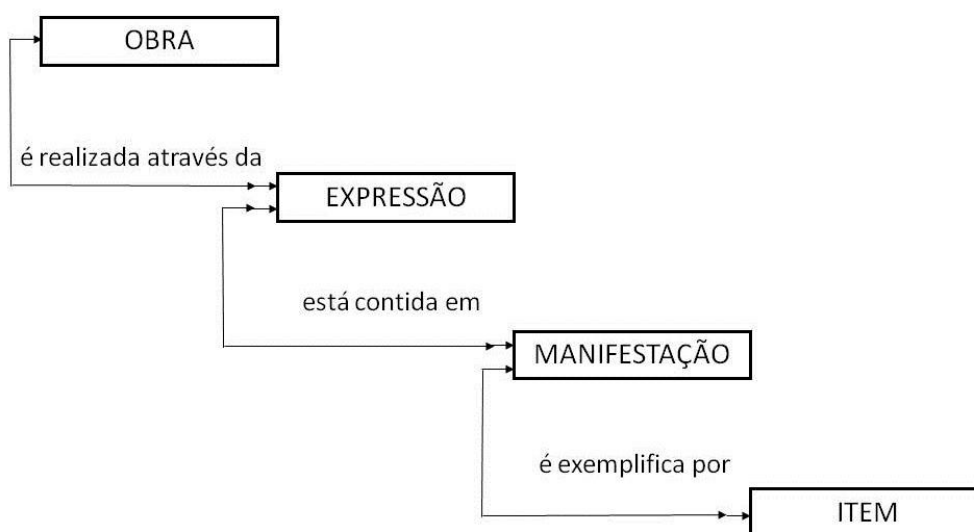 OBRA
é realizada através da
EXPRESSÃO
está contida em
MANIFESTAÇÃO
é exemplifica por
ITEM